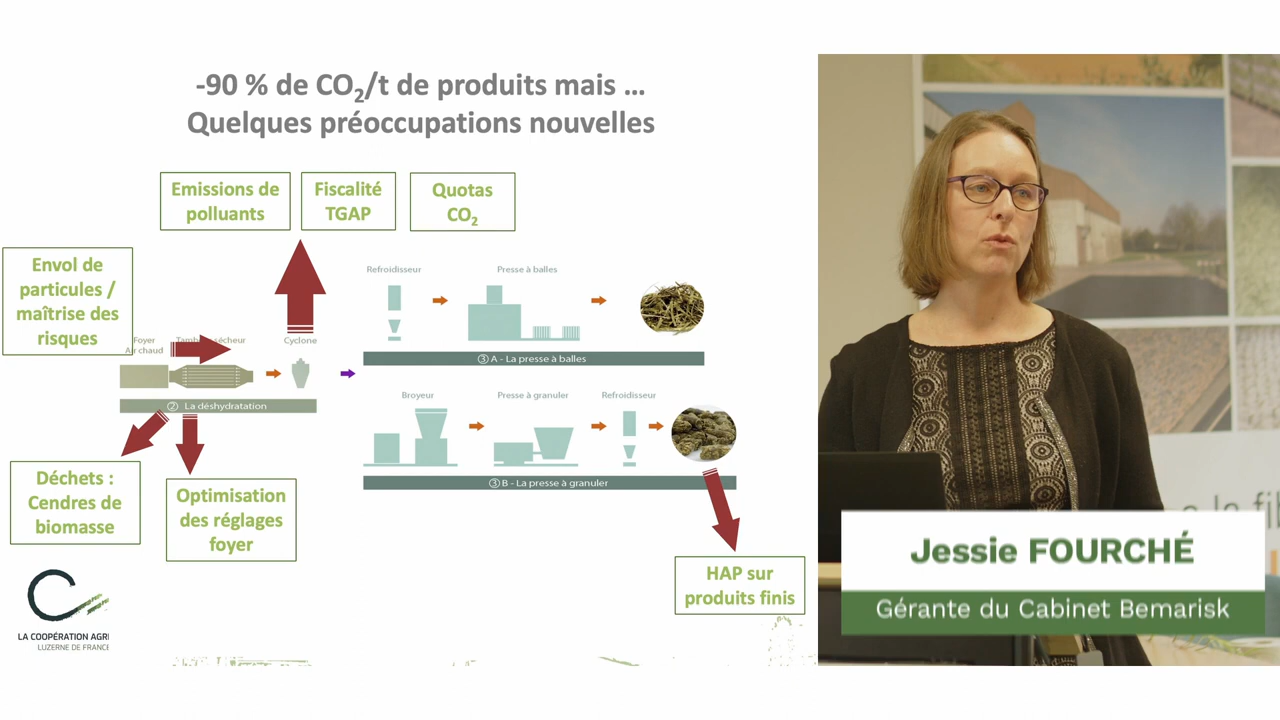 -90 % de CO2/t de produits mais ...
Quelques préoccupations nouvelles
Emissions de
polluants
Fiscalité
TGAP
Quotas
CO2
Envol de
particules /
maîtrise des
risques
Foyer
Air chaud
sécheur
Cyclone
② La déshydratation
Refroidisseur
Presse à balles
③ A - La presse à balles
Broyeur
Presse à granuler
Refroidisseur
③ B - La presse à granuler
Déchets :
Cendres de
biomasse
Optimisation
des réglages
foyer
HAP sur
produits finis
LA COOPÉRATION AGRI
LUZERNE DE FRANCE
Jessie FOURCHÉ
Gérante du Cabinet Bemarisk